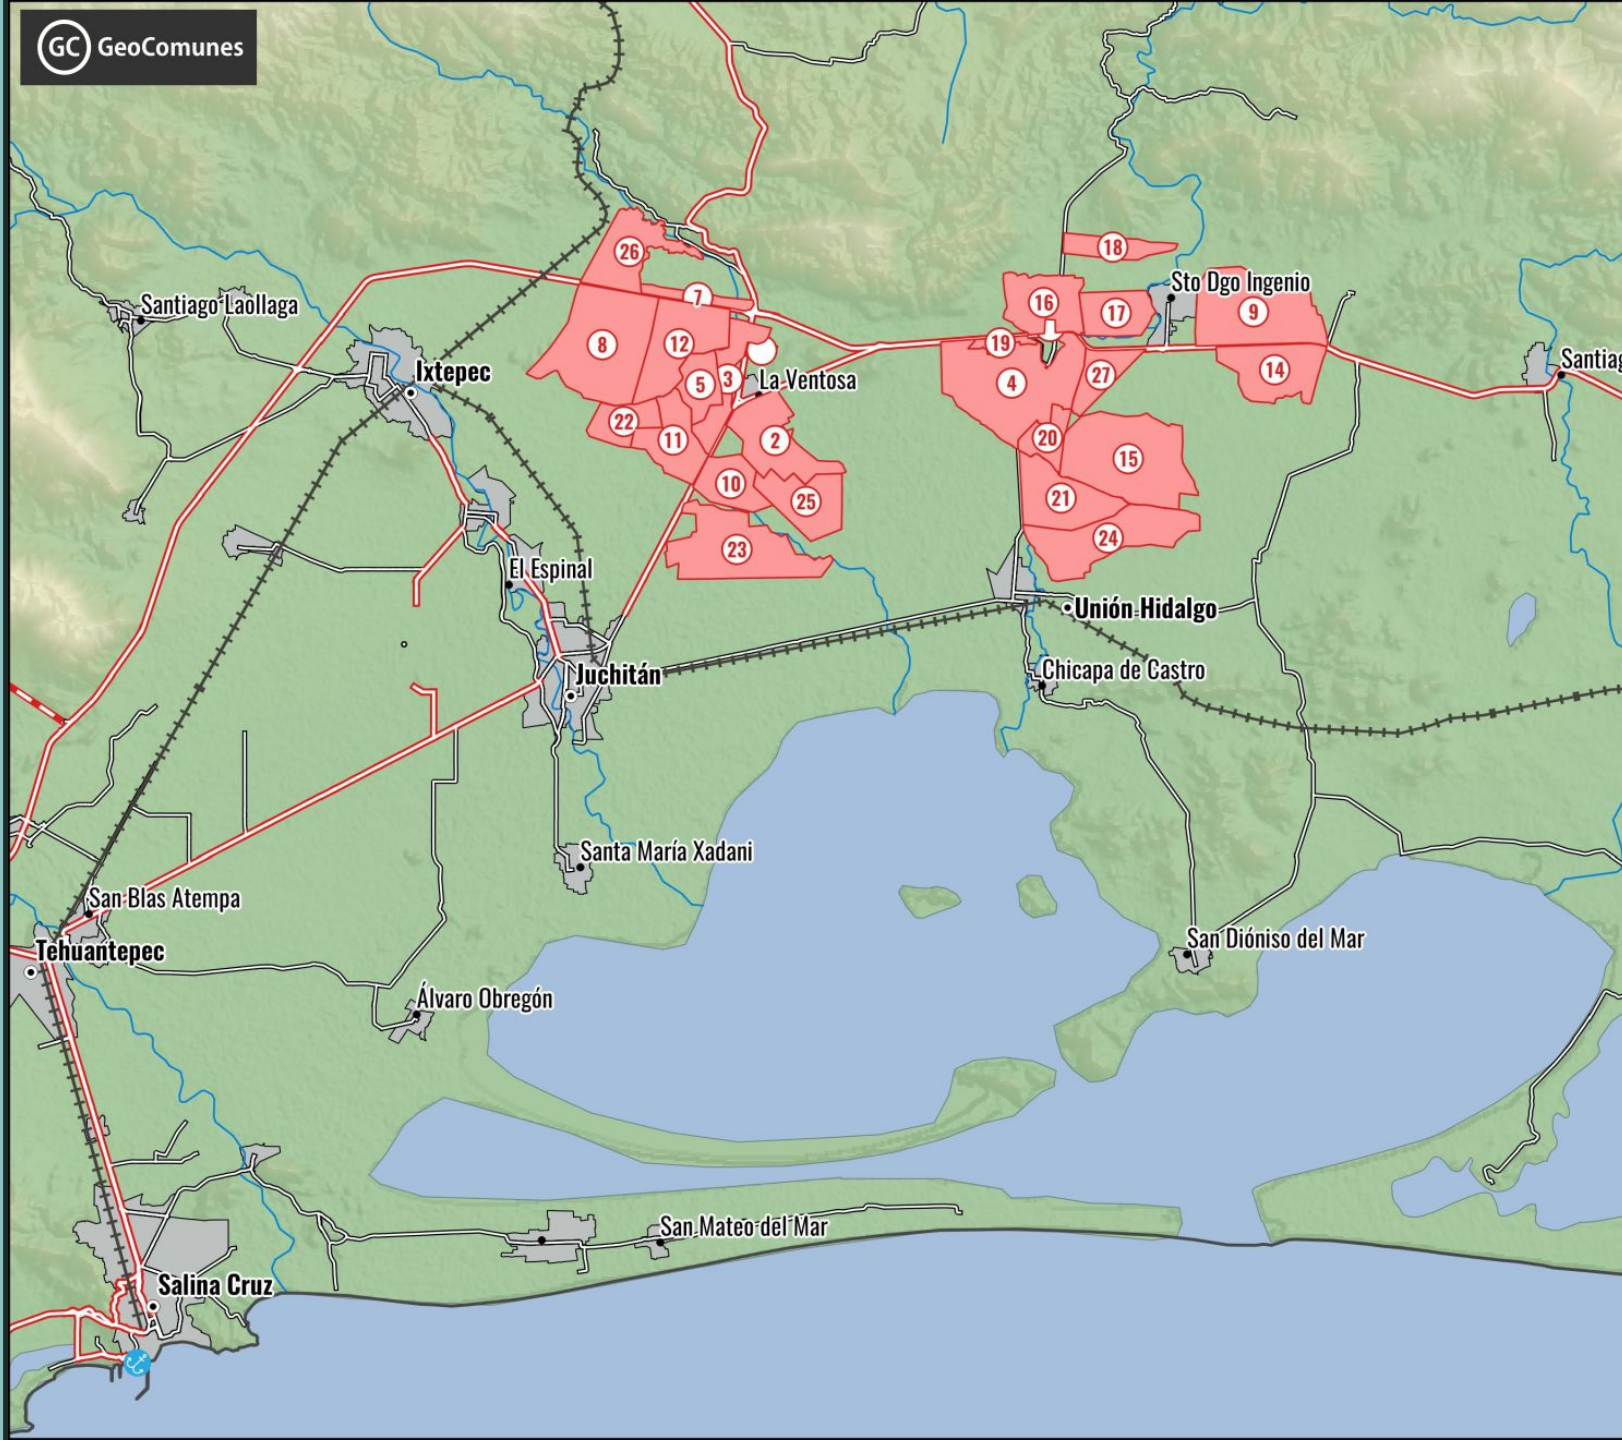 GC GeoComunes
18
26
Sto Dgo Ingenio
7
16
Santiago Laollaga
17
9
19
8
12
Santiag
Ixtepec
5
3
La Ventosa
4
27
14
22
11
2
20
15
10
25
21
24
23
El Espinal
Unión Hidalgo
Juchitán
Chicapa de Castro
Santa María Xadani
San Blas Atempa
Tehuantepec
San Dióniso del Mar
Álvaro Obregón
San Mateo del Mar
Salina Cruz